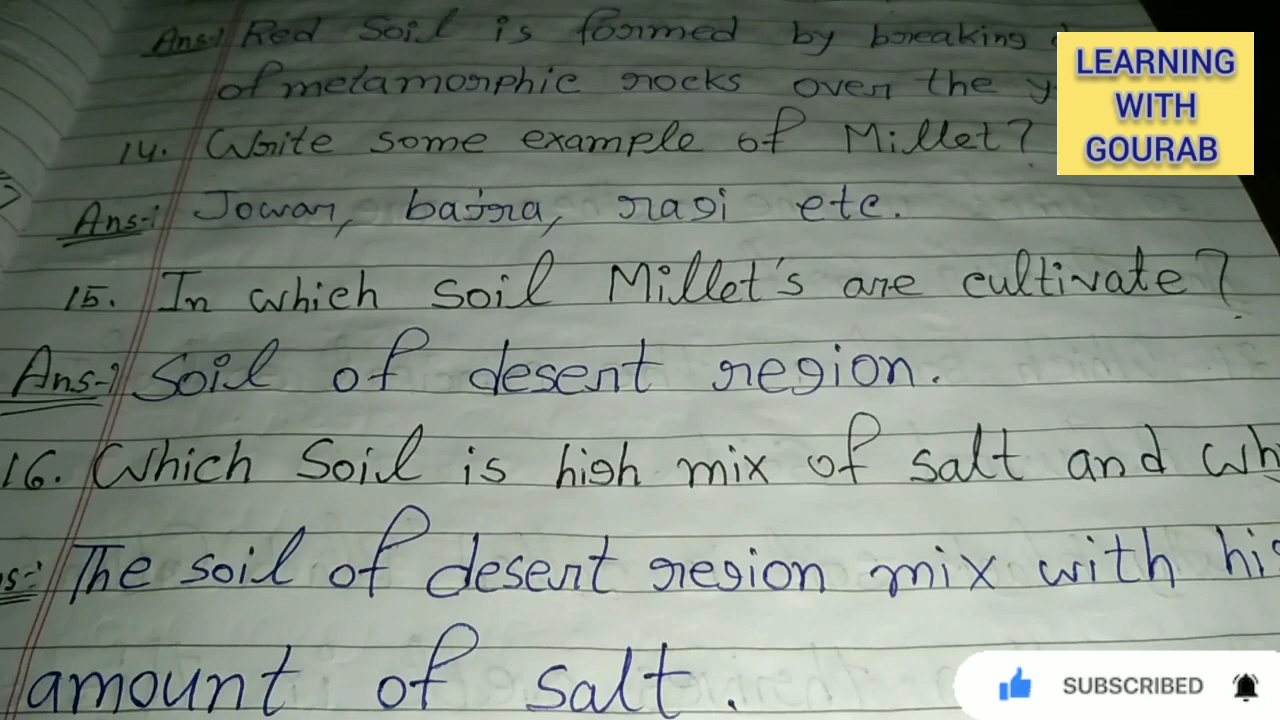 Ans-: Red Soil is formed by breaking
of metamorphic rocks over the
14. Write some example of Millet?
Ans-: Jowar, bajra, ragi etc.
15. In which soil Millet's are cultivate?
Ans-: Soil of desert region.
16. Which Soil is high mix of salt and
The soil of desert region mix with
amount of salt.
LEARNING
WITH
GOURAB
SUBSCRIBED